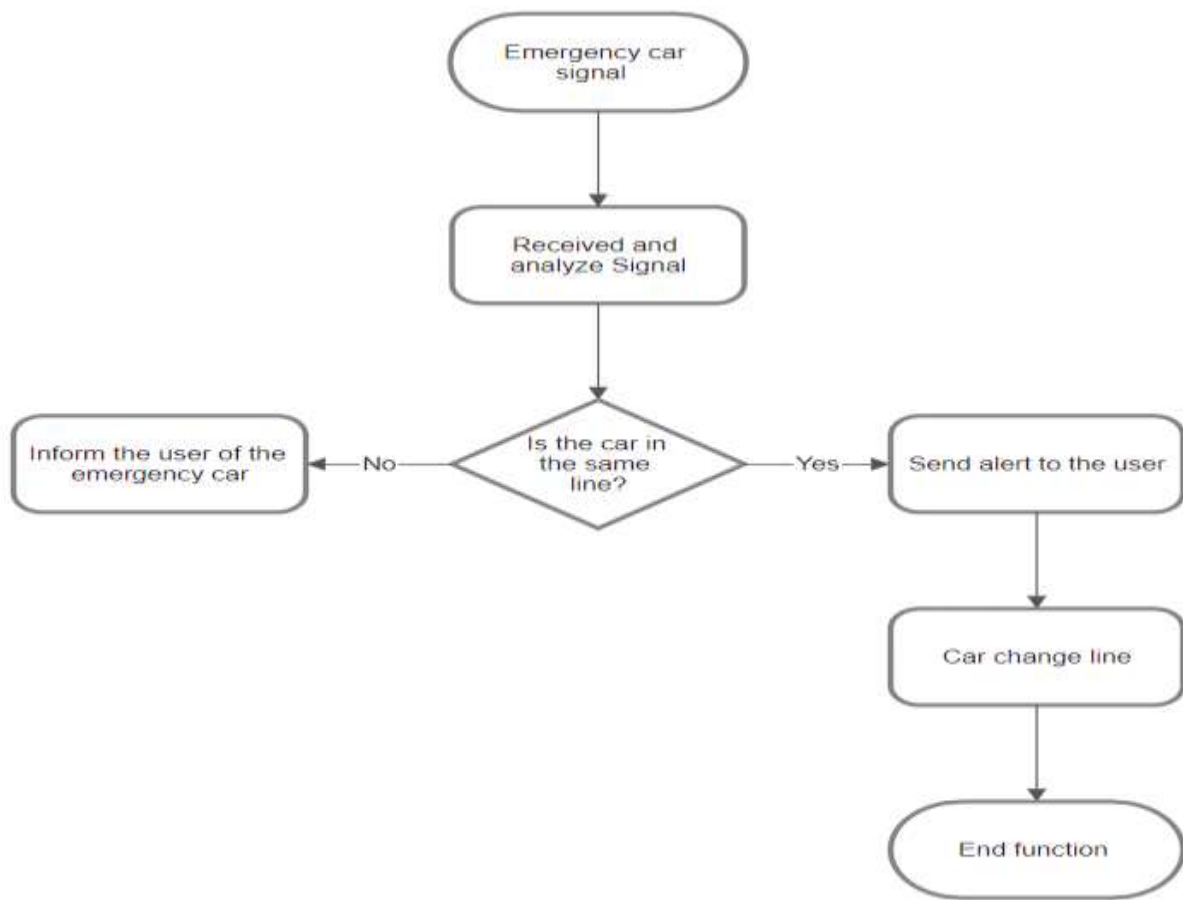 Emergency car
signal
Received and
analyze Signal
Inform the user of the
emergency car
No
Is the car in
the same
line?
Yes
Send alert to the user
Car change line
End function